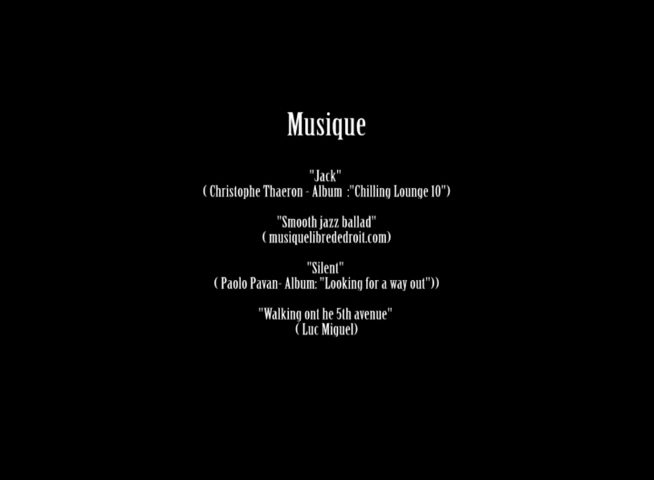 Musique
"Jack"
( Christophe Thaeron - Album :"Chilling Lounge 10")
"Smooth jazz ballad"
( musiquelibrededroit.com)
"Silent"
( Paolo Pavan- Album: "Looking for a way out"))
"Walking ont he 5th avenue"
( Luc Miguel)